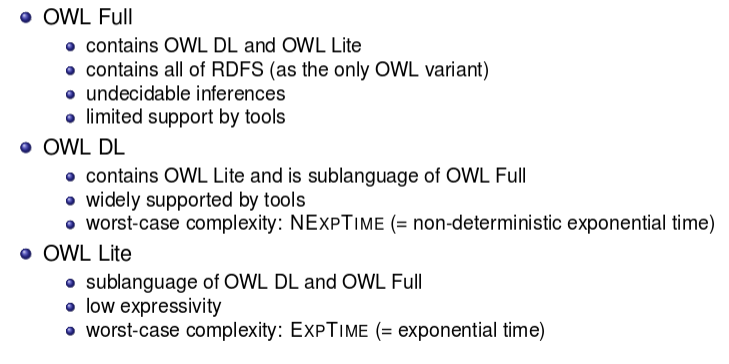 OWL Full
contains OWL DL and OWL Lite
contains all of RDFS (as the only OWL variant)
undecidable inferences
limited support by tools
OWL DL
contains OWL Lite and is sublanguage of OWL Full
widely supported by tools
worst-case complexity: NEXPTIME (= non-deterministic exponential time)
OWL Lite
sublanguage of OWL DL and OWL Full
low expressivity
worst-case complexity: EXPTIME (= exponential time)